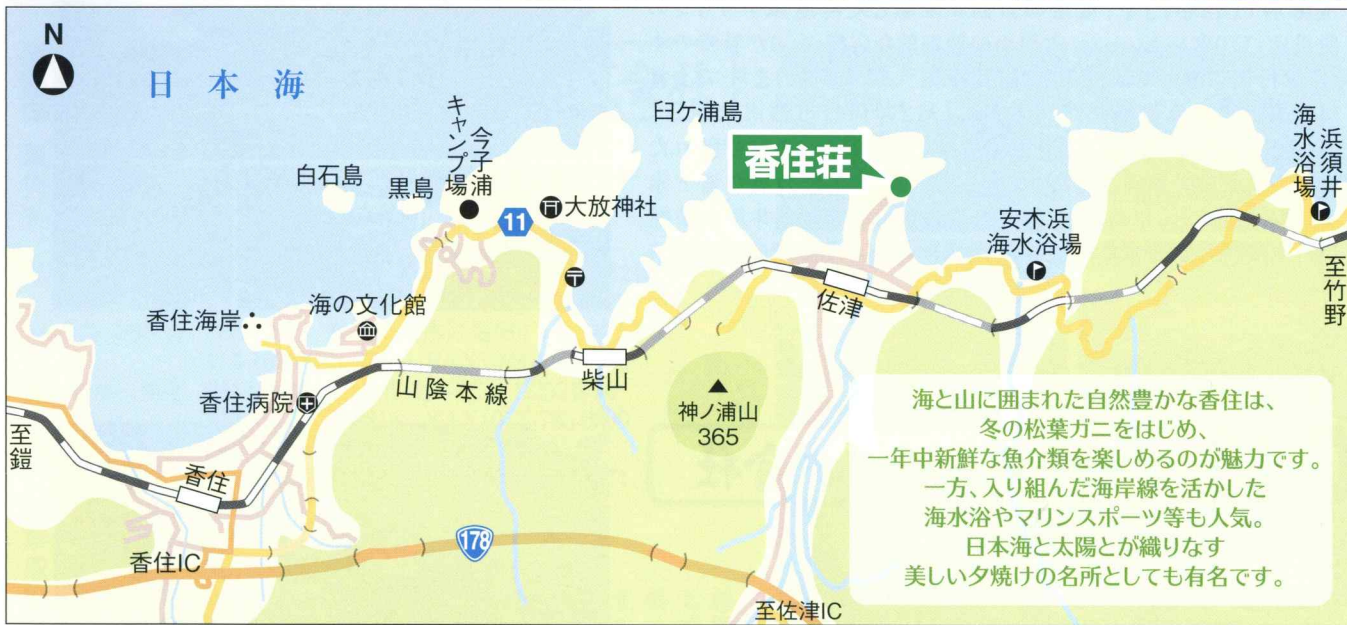 N
日本海
臼ケ浦島
香住荘
浜須井
海水浴場
今子浦
キャンプ場
白石島
黒島
大放神社
11
安木浜
海水浴場
至竹野
海の文化館
佐津
香住海岸
柴山
山陰本線
神ノ浦山
365
香住病院
至鎧
香住
178
香住IC
至佐津IC
海と山に囲まれた自然豊かな香住は、
冬の松葉ガニをはじめ、
一年中新鮮な魚介類を楽しめるのが魅力です。
一方、入り組んだ海岸線を活かした
海水浴やマリンスポーツ等も人気。
日本海と太陽とが織りなす
美しい夕焼けの名所としても有名です。